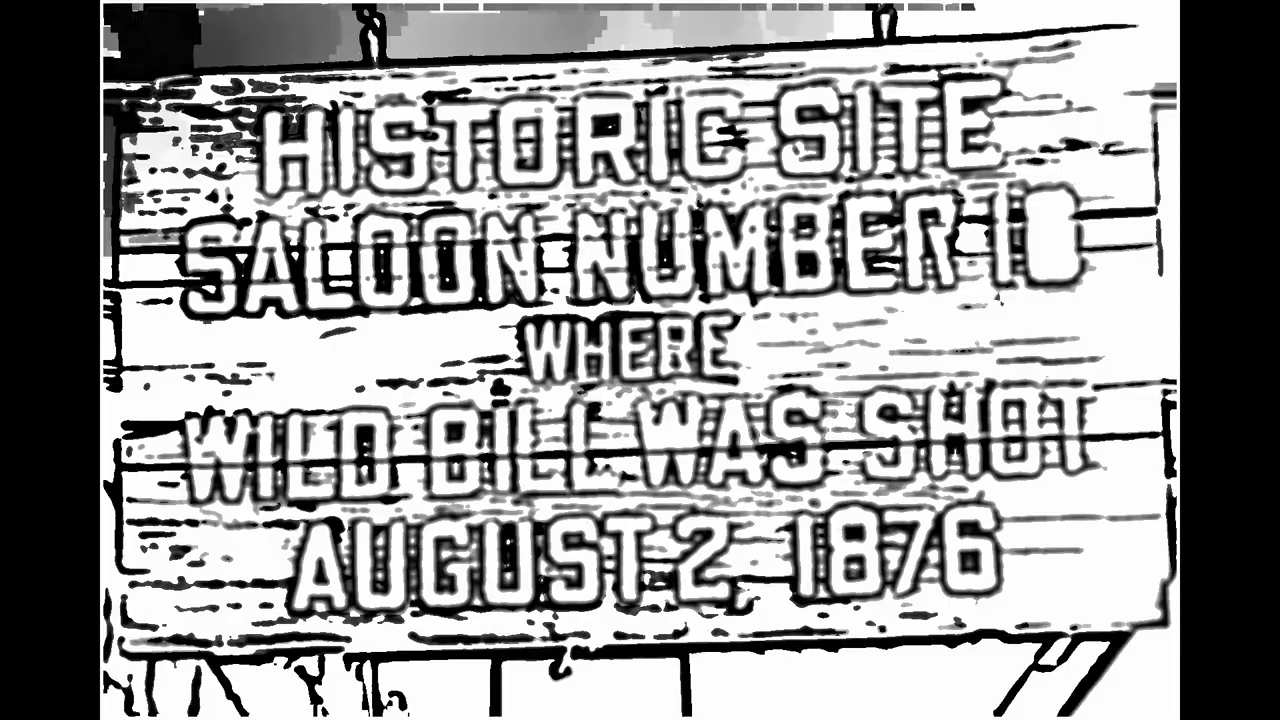 HISTORIC SITE
SALOON NUMBER 10
WHERE
WILD BILL WAS SHOT
AUGUST 2, 1876